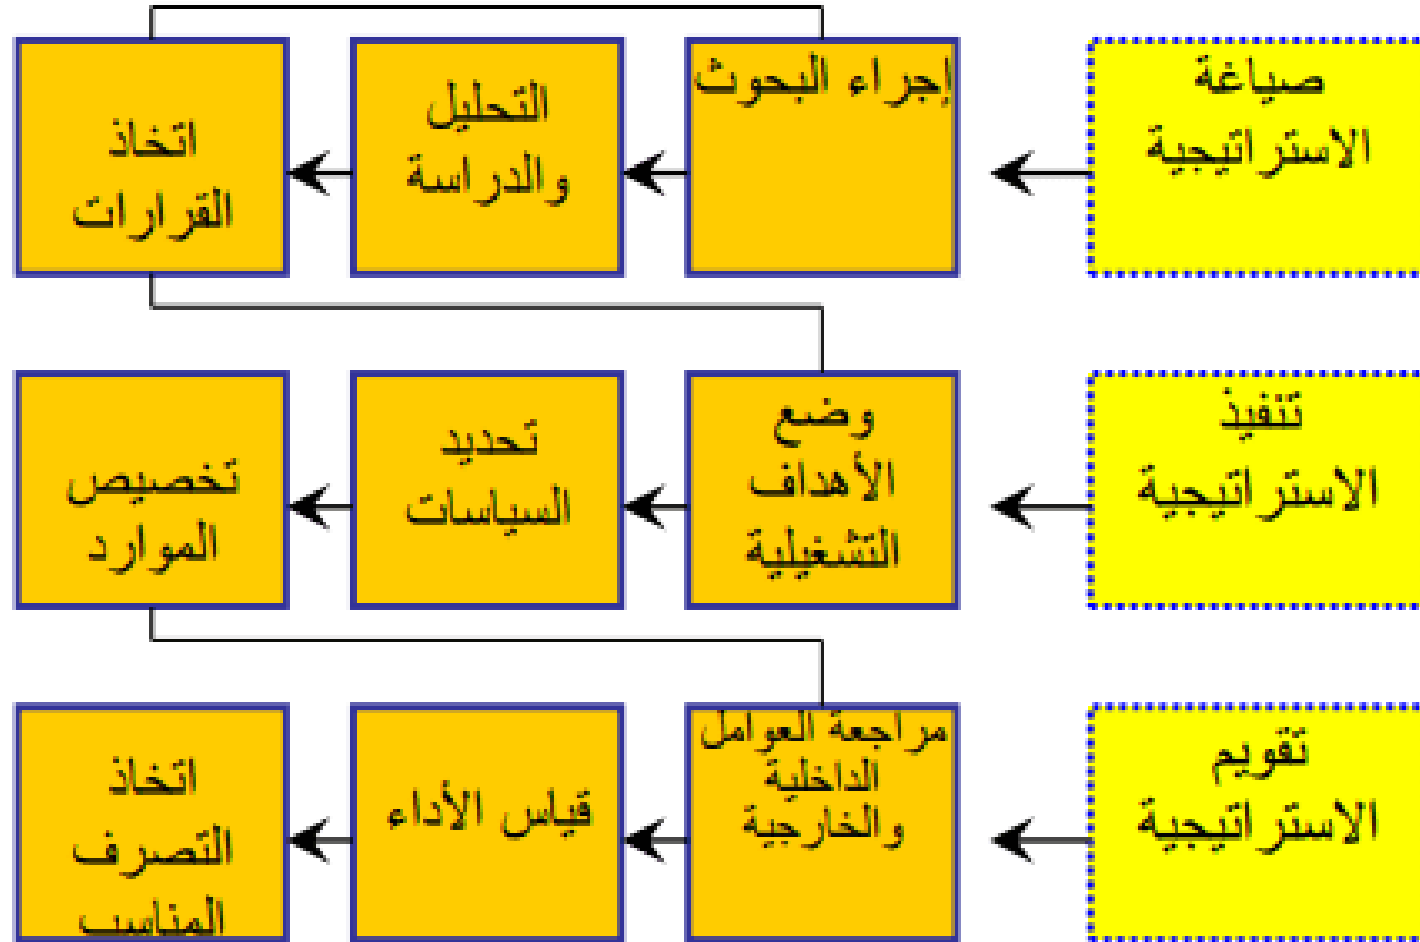 صياغة
الاستراتيجية
إجراء البحوث
التحليل
والدراسة
اتخاذ
القرارات
تنفيذ
الاستراتيجية
وضع
الأهداف
التشغيلية
تحديد
السياسات
تخصيص
الموارد
تقويم
الاستراتيجية
مراجعة العوامل
الداخلية
والخارجية
قياس الأداء
اتخاذ
التصرف
المناسب